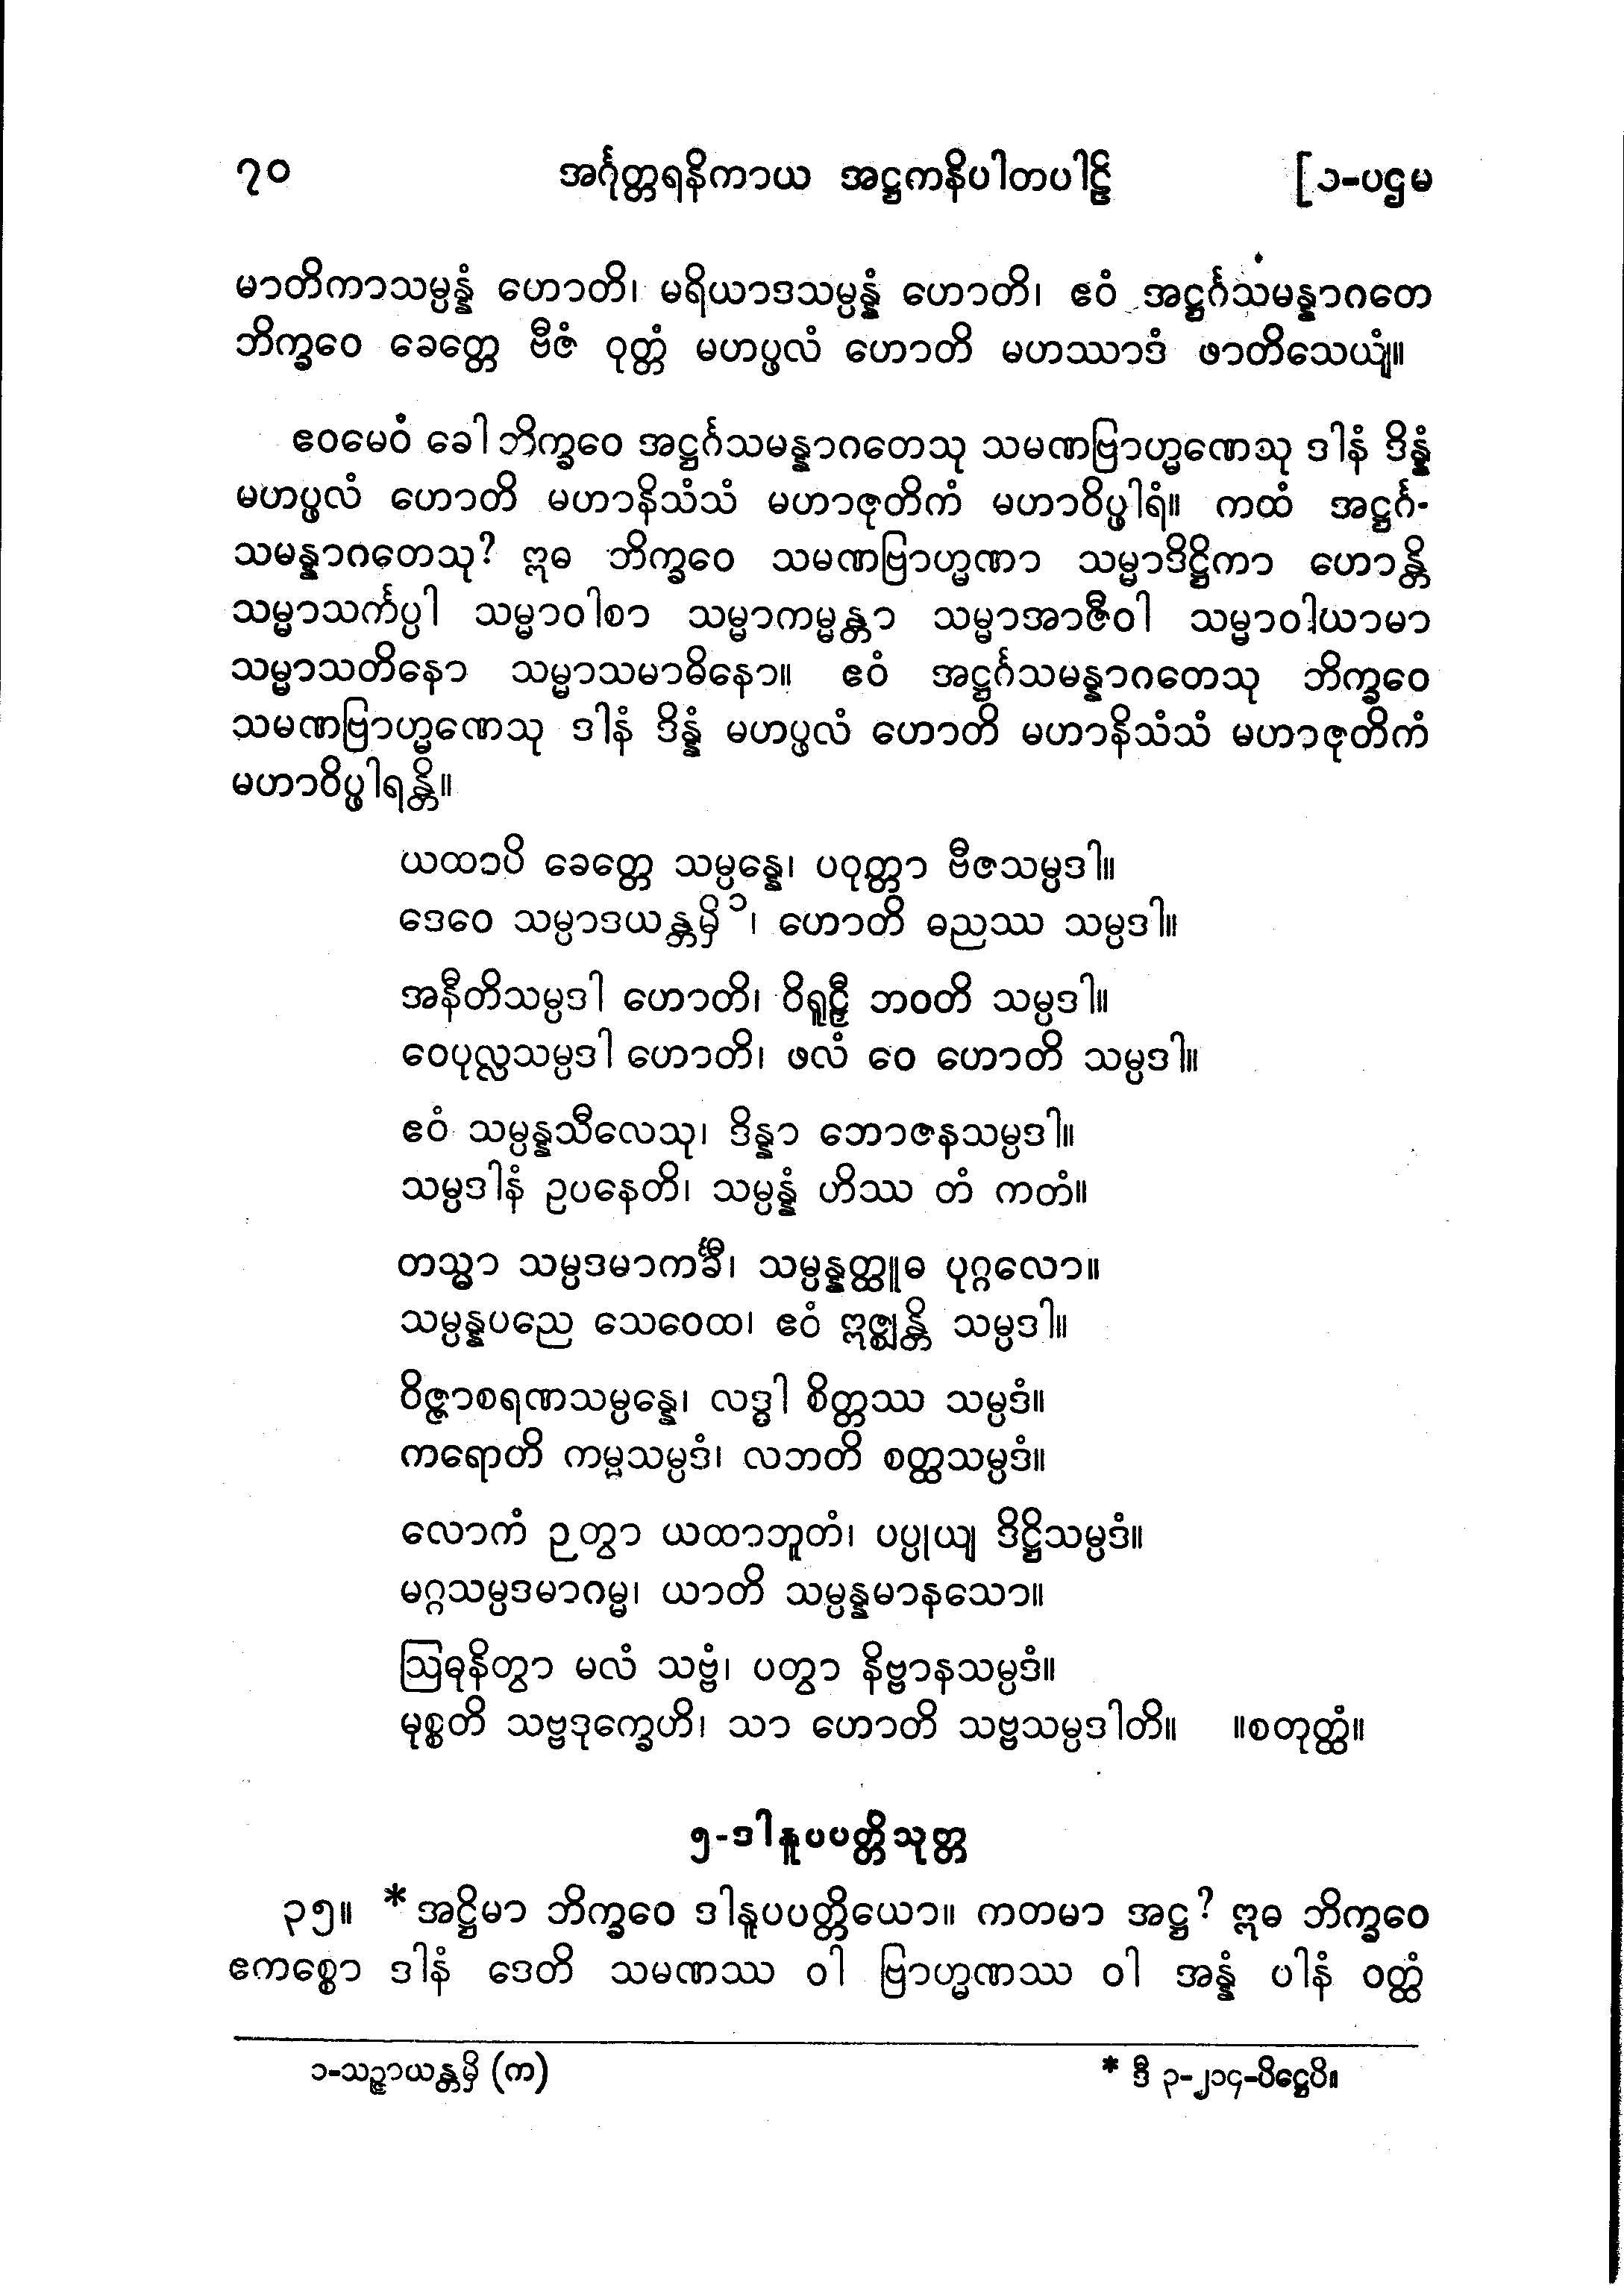 ၇၀ အင်္ဂုတ္တရနိကာယ အဋ္ဌကနိပါတပါဠိ [၁-ပဌမ
မာတိကာသမ္ပန္နံ ဟောတိ၊ မရိယာဒသမ္ပန္နံ ဟောတိ၊ ဧဝံ အဋ္ဌင်္ဂသမန္နာဂတေ
ဘိက္ခဝေ ခေတ္တေ ဗီဇံ ဝုတ္တံ မဟပ္ဖလံ ဟောတိ မဟဿာဒံ ဖာတိသေယျံ။
ဧဝမေဝံ ခေါ ဘိက္ခဝေ အဋ္ဌင်္ဂသမန္နာဂတေသု သမဏဗြာဟ္မဏေသု ဒါနံ ဒိန္နံ
မဟပ္ဖလံ ဟောတိ မဟာနိသံသံ မဟာဇုတိကံ မဟာဝိပ္ဖါရံ။ ကထံ အဋ္ဌင်္ဂ-
သမန္နာဂတေသု? ဣဓ ဘိက္ခဝေ သမဏဗြာဟ္မဏာ သမ္မာဒိဋ္ဌိကာ ဟောန္တိ
သမ္မာသင်္ကပ္ပါ သမ္မာဝါစာ သမ္မာကမ္မန္တာ သမ္မာအာဇီဝါ သမ္မာဝါယာမာ
သမ္မာသတိနော သမ္မာသမာဓိနော။ ဧဝံ အဋ္ဌင်္ဂသမန္နာဂတေသု ဘိက္ခဝေ
သမဏဗြာဟ္မဏေသု ဒါနံ ဒိန္နံ မဟပ္ဖလံ ဟောတိ မဟာနိသံသံ မဟာဇုတိကံ
မဟာဝိပ္ဖါရန္တိ။
ယထာပိ ခေတ္တေ သမ္ပန္နေ၊ ပဝုတ္တာ ဗီဇသမ္ပဒါ။
ဒေဝေ သမ္ပာဒယန္တမှိ၁၊ ဟောတိ ဓညဿ သမ္ပဒါ။
အနီတိသမ္ပဒါ ဟောတိ၊ ဝိရူဠှီ ဘဝတိ သမ္ပဒါ။
ဝေပုလ္လသမ္ပဒါ ဟောတိ၊ ဖလံ ဝေ ဟောတိ သမ္ပဒါ။
ဧဝံ သမ္ပန္နသီလေသု၊ ဒိန္နာ ဘောဇနသမ္ပဒါ။
သမ္ပဒါနံ ဥပနေတိ၊ သမ္ပန္နံ ဟိဿ တံ ကတံ။
တသ္မာ သမ္ပဒမာကင်္ခီ၊ သမ္ပန္နတ္ထူဓ ပုဂ္ဂလော။
သမ္ပန္နပညေ သေဝေထ၊ ဧဝံ ဣဇ္ဈန္တိ သမ္ပဒါ။
ဝိဇ္ဇာစရဏသမ္ပန္နေ၊ လဒ္ဓါ စိတ္တဿ သမ္ပဒံ။
ကရောတိ ကမ္မသမ္ပဒံ၊ လဘတိ စတ္ထသမ္ပဒံ။
လောကံ ဉတွာ ယထာဘူတံ၊ ပပ္ပုယျ ဒိဋ္ဌိသမ္ပဒံ။
မဂ္ဂသမ္ပဒမာဂမ္မ၊ ယာတိ သမ္ပန္နမာနသော။
ဩဓုနိတွာ မလံ သဗ္ဗံ၊ ပတွာ နိဗ္ဗာနသမ္ပဒံ။
မုစ္စတိ သဗ္ဗဒုက္ခေဟိ၊ သာ ဟောတိ သဗ္ဗသမ္ပဒါတိ။ ။စတုတ္ထံ။
၅-ဒါနူပပတ္တိသုတ္တ
၃၅။ *အဋ္ဌိမာ ဘိက္ခဝေ ဒါနူပပတ္တိယော။ ကတမာ အဋ္ဌ? ဣဓ ဘိက္ခဝေ
ဧကစ္စော ဒါနံ ဒေတိ သမဏဿ ဝါ ဗြာဟ္မဏဿ ဝါ အန္နံ ပါနံ ဝတ္ထံ
၁-သဉ္ဇာယန္တမှိ (က) * ဒီ ၃-၂၁၄-ပိဋ္ဌေပိ။